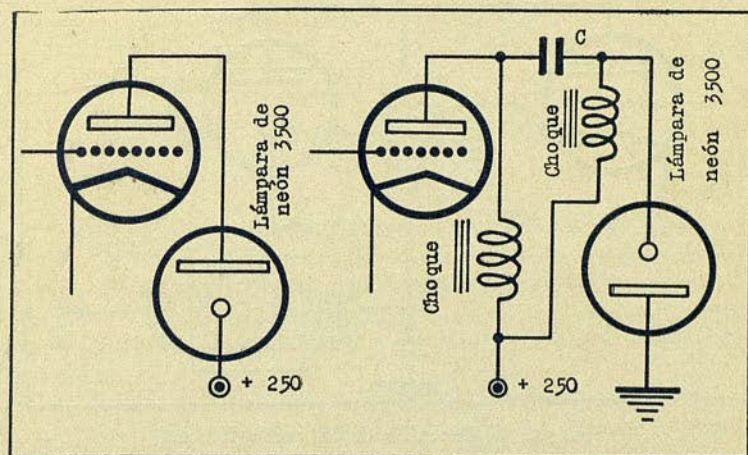 Lámpara de
neón 3500
+ 250
C
Choque
Choque
+ 250
Lámpara de
neón 3500